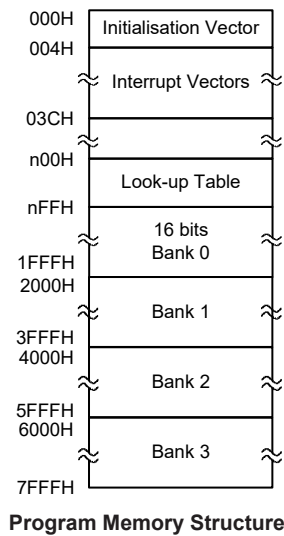 000H
Initialisation Vector
004H
Interrupt Vectors
03CH
n00H
Look-up Table
nFFH
16 bits
Bank 0
1FFFH
2000H
Bank 1
3FFFH
4000H
Bank 2
5FFFH
6000H
Bank 3
7FFFH
Program Memory Structure